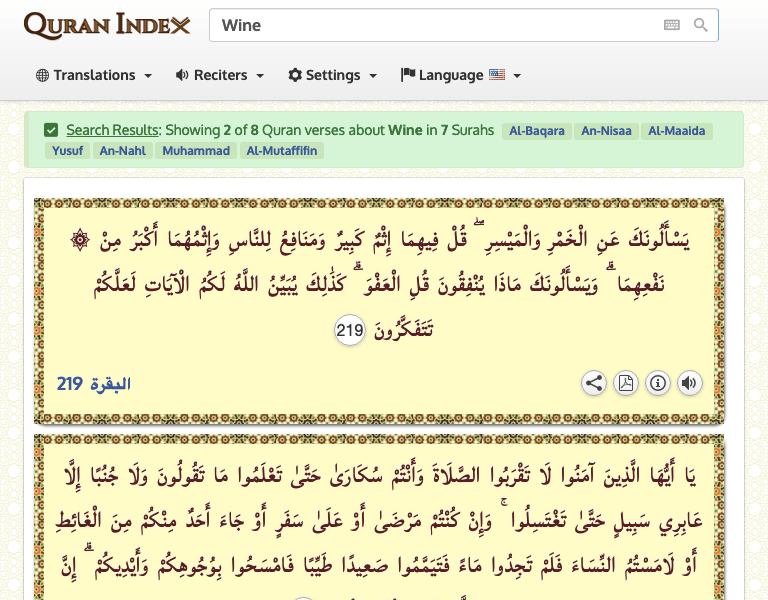 QURAN INDEX
Wine
Translations Reciters Settings Language
Search Results: Showing 2 of 8 Quran verses about Wine in 7 Surahs Al-Baqara An-Nisaa Al-Maaida
Yusuf An-Nahl Muhammad Al-Mutaffifin
۞ يَسْأَلُونَكَ عَنِ الْخَمْرِ وَالْمَيْسِرِ ۖ قُلْ فِيهِمَا إِثْمٌ كَبِيرٌ وَمَنَافِعُ لِلنَّاسِ وَإِثْمُهُمَا أَكْبَرُ مِنْ
نَفْعِهِمَا ۗ وَيَسْأَلُونَكَ مَاذَا يُنْفِقُونَ قُلِ الْعَفْوَ ۗ كَذَٰلِكَ يُبَيِّنُ اللَّهُ لَكُمُ الْآيَاتِ لَعَلَّكُمْ
تَتَفَكَّرُونَ 219
البقرة 219
يَا أَيُّهَا الَّذِينَ آمَنُوا لَا تَقْرَبُوا الصَّلَاةَ وَأَنْتُمْ سُكَارَىٰ حَتَّىٰ تَعْلَمُوا مَا تَقُولُونَ وَلَا جُنُبًا إِلَّا
عَابِرِي سَبِيلٍ حَتَّىٰ تَغْتَسِلُوا ۚ وَإِنْ كُنْتُمْ مَرْضَىٰ أَوْ عَلَىٰ سَفَرٍ أَوْ جَاءَ أَحَدٌ مِنْكُمْ مِنَ الْغَائِطِ
أَوْ لَامَسْتُمُ النِّسَاءَ فَلَمْ تَجِدُوا مَاءً فَتَيَمَّمُوا صَعِيدًا طَيِّبًا فَامْسَحُوا بِوُجُوهِكُمْ وَأَيْدِيكُمْ ۗ إِنَّ